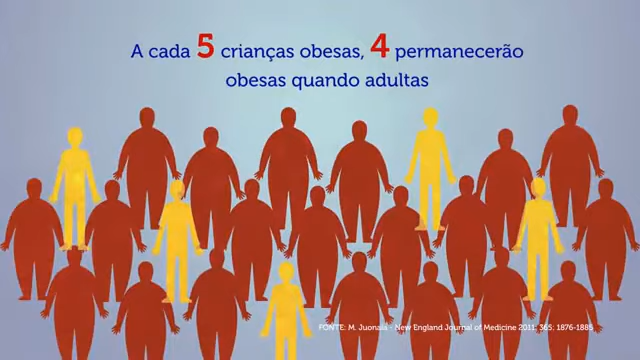 A cada 5 crianças obesas, 4 permanecerão
obesas quando adultas
FONTE: M. Juonala - New England Journal of Medicine 2011; 365; 1876-1885